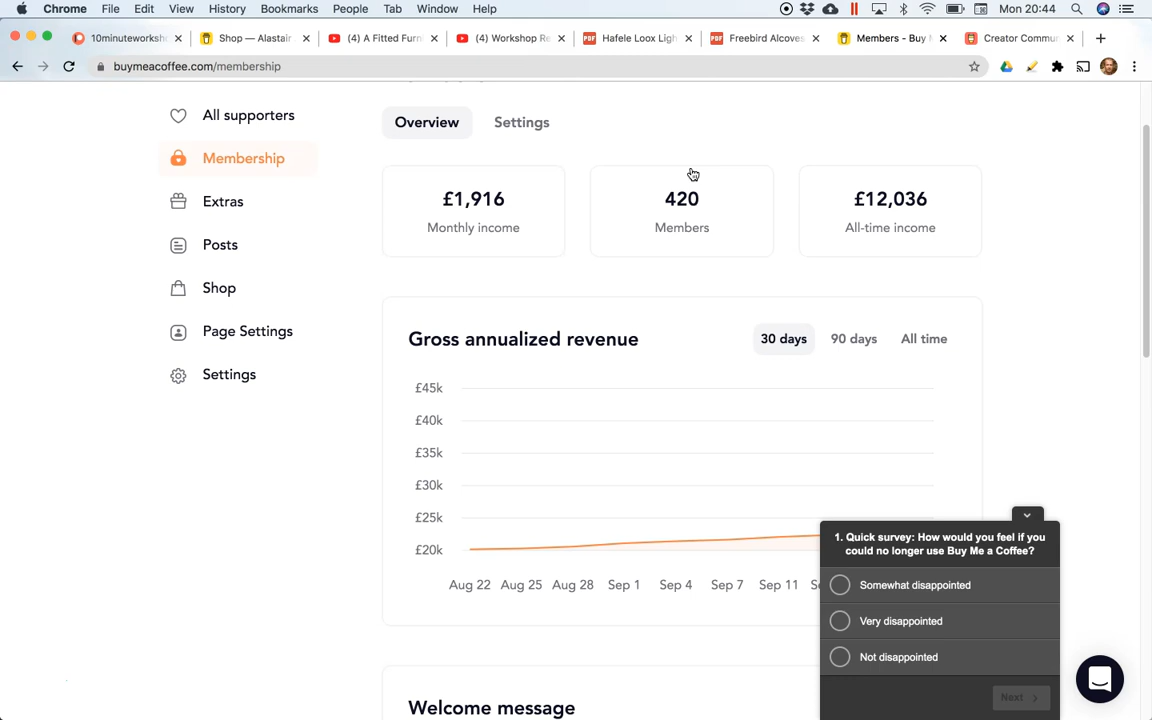 Chrome File Edit View History Bookmarks People Tab Window Help Mon 20:44
10minuteworksho Shop — Alastair (4) A Fitted Furn (4) Workshop Re Hafele Loox Ligh Freebird Alcoves Members - Buy Creator Commun
buymeacoffee.com/membership
All supporters
Membership
Extras
Posts
Shop
Page Settings
Settings
Overview Settings
£1,916 420 £12,036
Monthly income Members All-time income
Gross annualized revenue 30 days 90 days All time
£45k
£40k
£35k
£30k
£25k
£20k
Aug 22 Aug 25 Aug 28 Sep 1 Sep 4 Sep 7 Sep 11
1. Quick survey: How would you feel if you
could no longer use Buy Me a Coffee?
Somewhat disappointed
Very disappointed
Not disappointed
Next
Welcome message